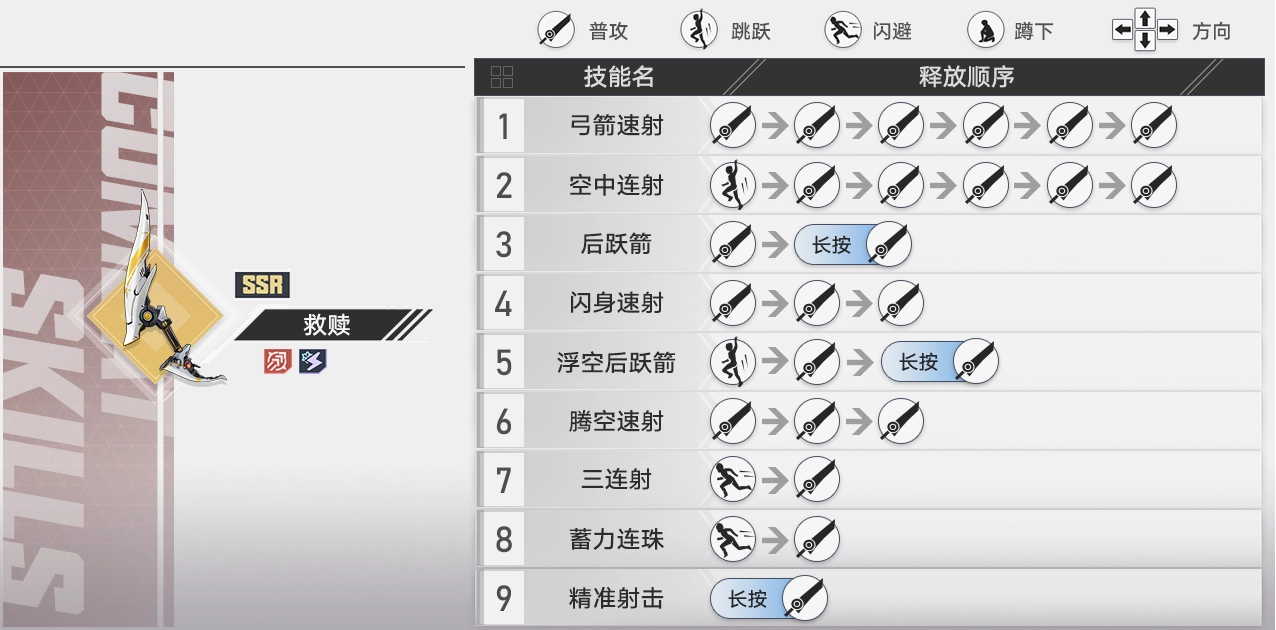 普攻 跳跃 闪避 蹲下 方向
技能名 释放顺序
COMBAT
SKILLS
SSR
救赎
1 弓箭速射
2 空中连射
3 后跃箭 长按
4 闪身速射
5 浮空后跃箭 长按
6 腾空速射
7 三连射
8 蓄力连珠
9 精准射击 长按